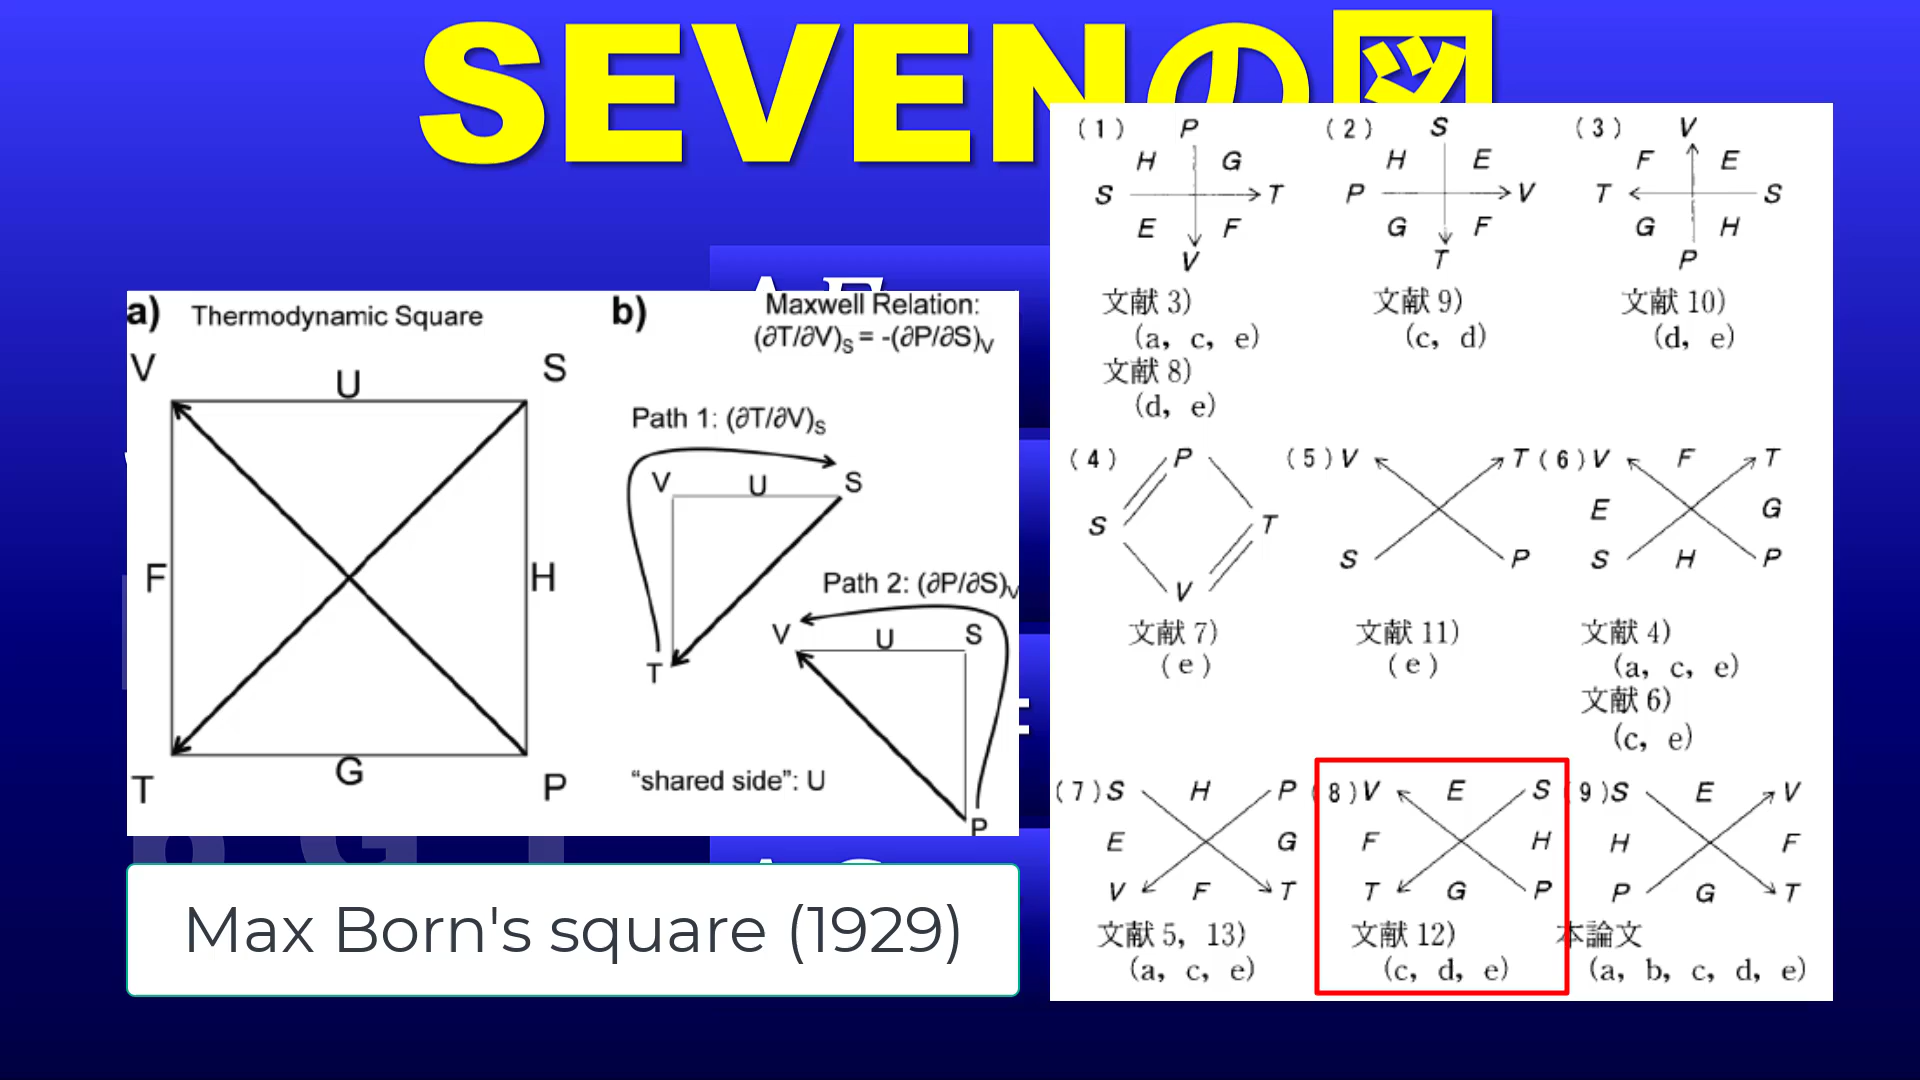 SEVENの図
a) Thermodynamic Square
V
U
S
F
H
T
G
P
b) Maxwell Relation:
(∂T/∂V)S = -(∂P/∂S)V
Path 1: (∂T/∂V)S
V U S
T
Path 2: (∂P/∂S)V
V U S
P
“shared side”: U
Max Born's square (1929)
(1) P
H G
S T
E F
V
文献 3)
(a, c, e)
文献 8)
(d, e)
(2) S
H E
P V
G F
T
文献 9)
(c, d)
(3) V
F E
T S
G H
P
文献 10)
(d, e)
(4) P
S T
V
文献 7)
(e)
(5) V T
S P
文献 11)
(e)
(6) V F T
E G
S H P
文献 4)
(a, c, e)
文献 6)
(c, e)
(7) S H P
E G
V F T
文献 5, 13)
(a, c, e)
8) V E S
F H
T G P
文献 12)
(c, d, e)
9) S E V
H F
P G T
本論文
(a, b, c, d, e)